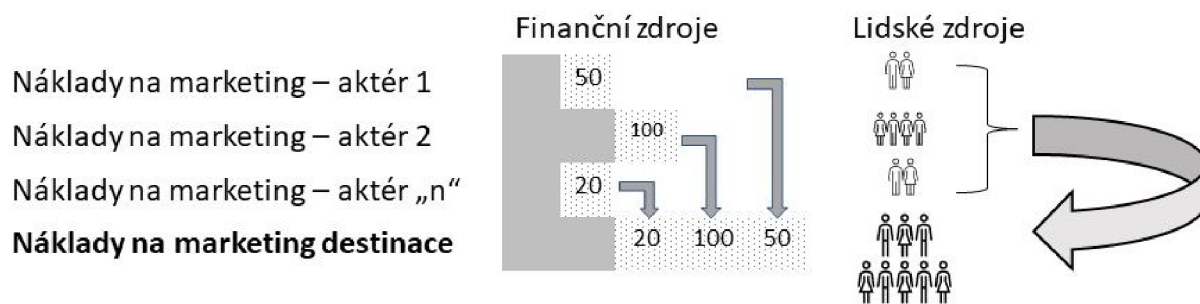 Finanční zdroje Lidské zdroje
Náklady na marketing – aktér 1 50
Náklady na marketing – aktér 2 100
Náklady na marketing – aktér „n“ 20
Náklady na marketing destinace 20 100 50